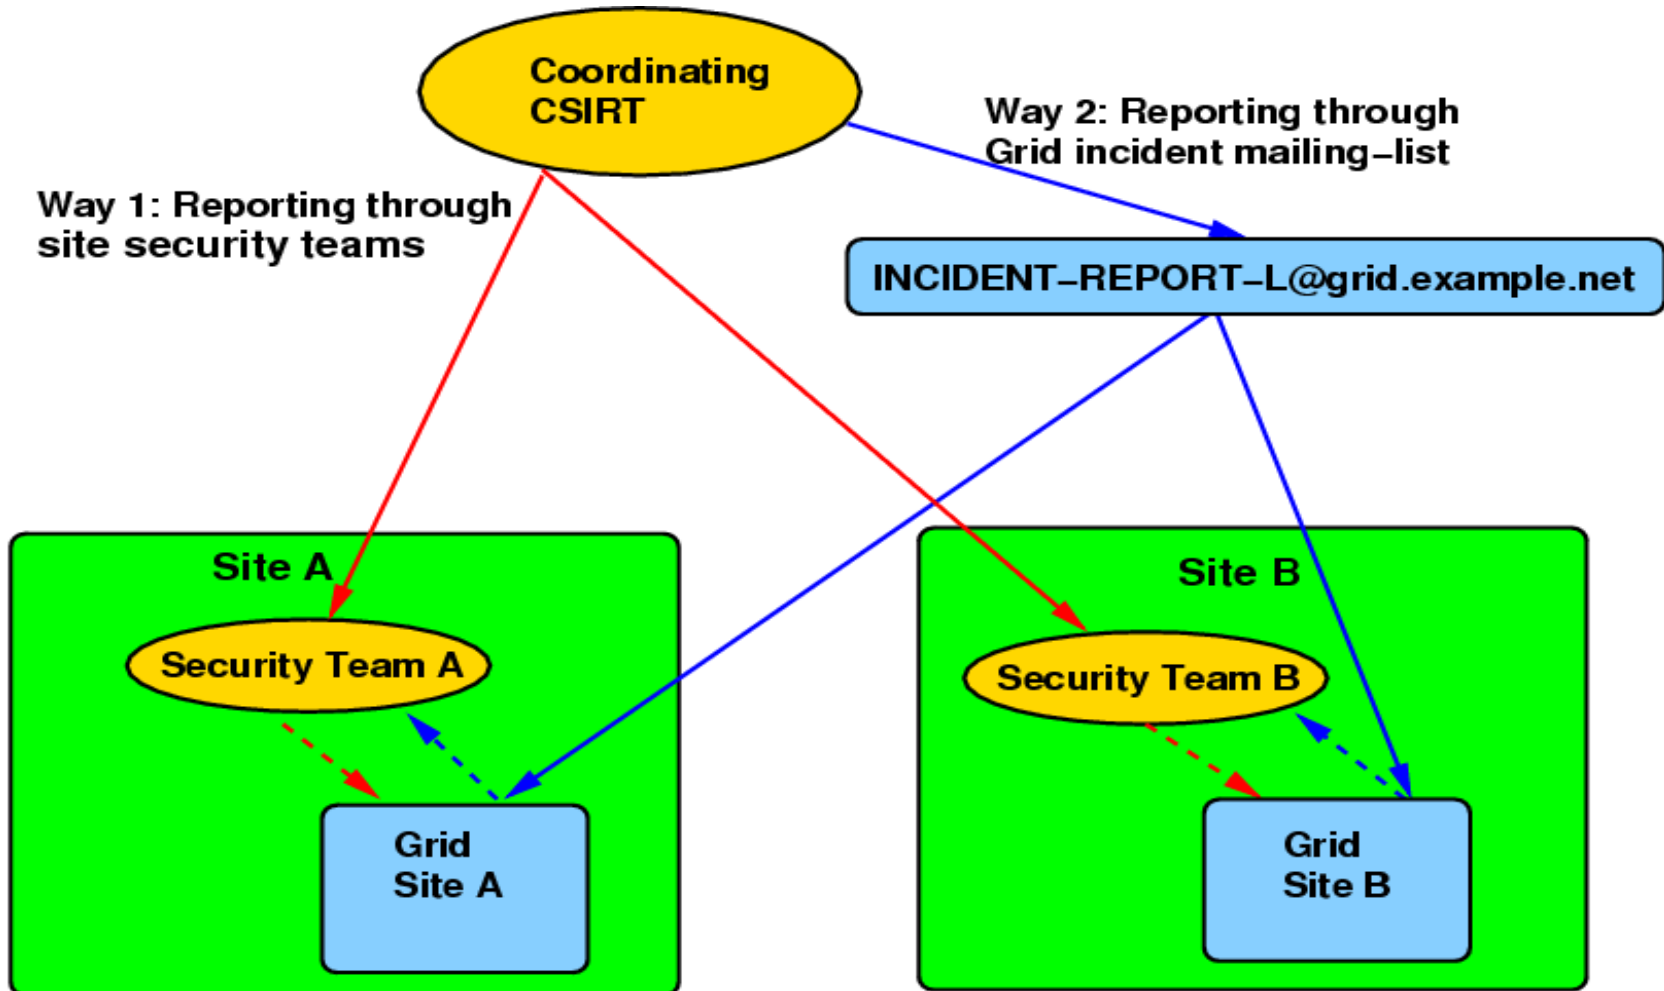 Coordinating
CSIRT
Way 2: Reporting through
Grid incident mailing–list
Way 1: Reporting through
site security teams
INCIDENT–REPORT–L@grid.example.net
Site A
Site B
Security Team A
Security Team B
Grid
Site A
Grid
Site B